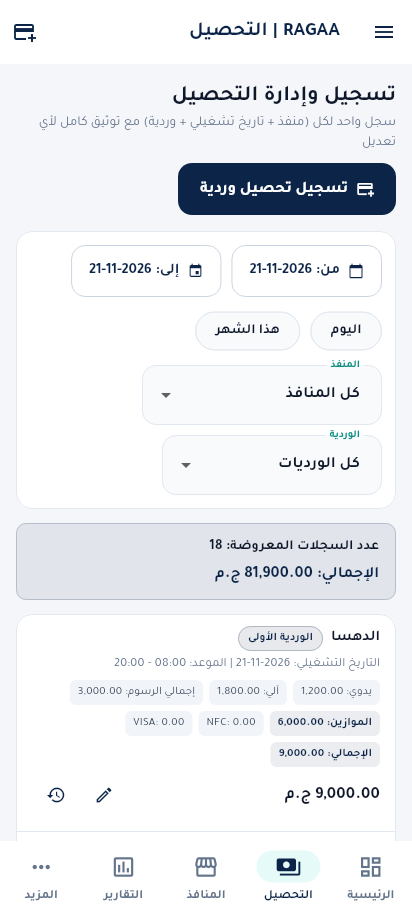 RAGAA | التحصيل
تسجيل وإدارة التحصيل
سجل واحد لكل (منفذ + تاريخ تشغيلي + وردية) مع توثيق كامل لأي
تعديل
تسجيل تحصيل وردية
من: 2026-11-21
إلى: 2026-11-21
اليوم
هذا الشهر
المنفذ
كل المنافذ
الوردية
كل الورديات
عدد السجلات المعروضة: 18
الإجمالي: 81,900.00 ج.م
الدهسا
الوردية الأولى
التاريخ التشغيلي: 2026-11-21 | الموعد: 08:00 - 20:00
يدوي: 1,200.00
آلي: 1,800.00
إجمالي الرسوم: 3,000.00
الموازين: 6,000.00
NFC: 0.00
VISA: 0.00
الإجمالي: 9,000.00
9,000.00 ج.م
الرئيسية
التحصيل
المنافذ
التقارير
المزيد